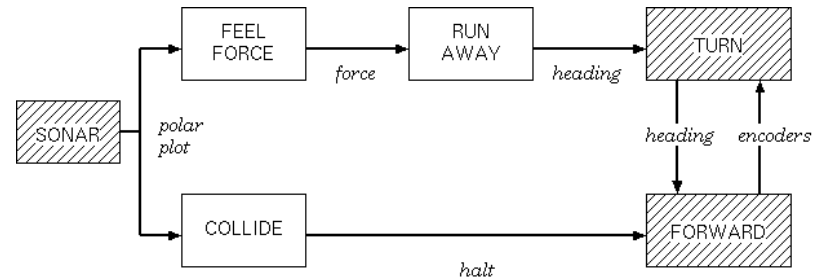 FEEL
FORCE
force
RUN
AWAY
heading
TURN
SONAR
polar
plot
heading
encoders
COLLIDE
halt
FORWARD